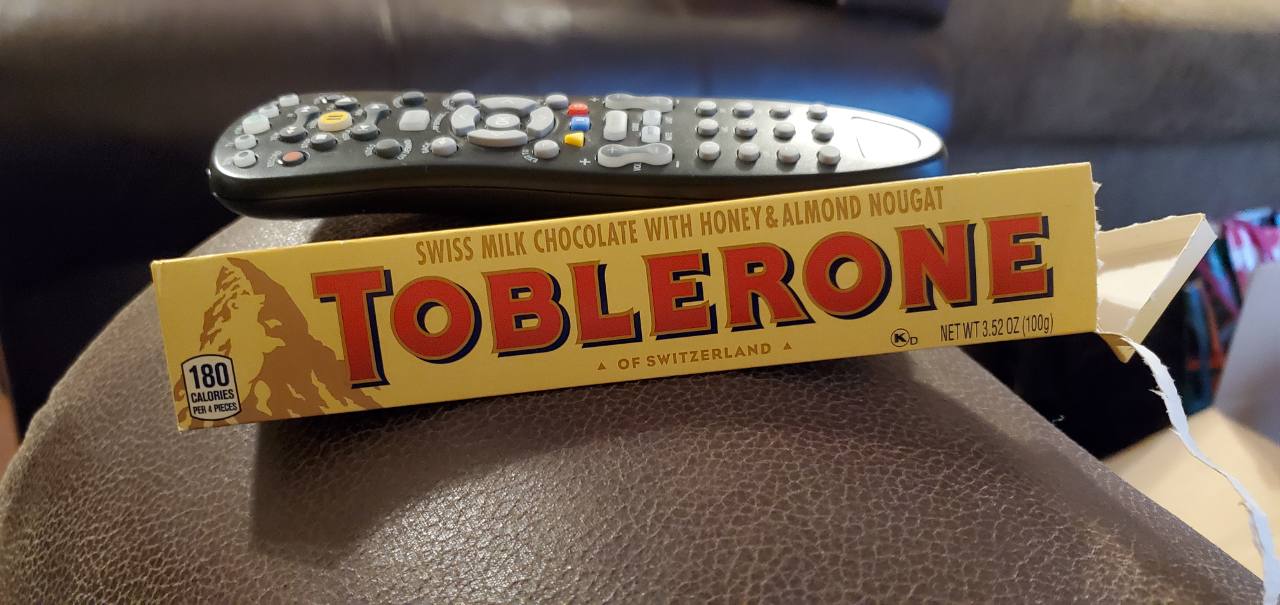 SWISS MILK CHOCOLATE WITH HONEY & ALMOND NOUGAT
TOBLERONE
▲ OF SWITZERLAND ▲
K D
NET WT 3.52 OZ (100g)
180
CALORIES
PER 4 PIECES